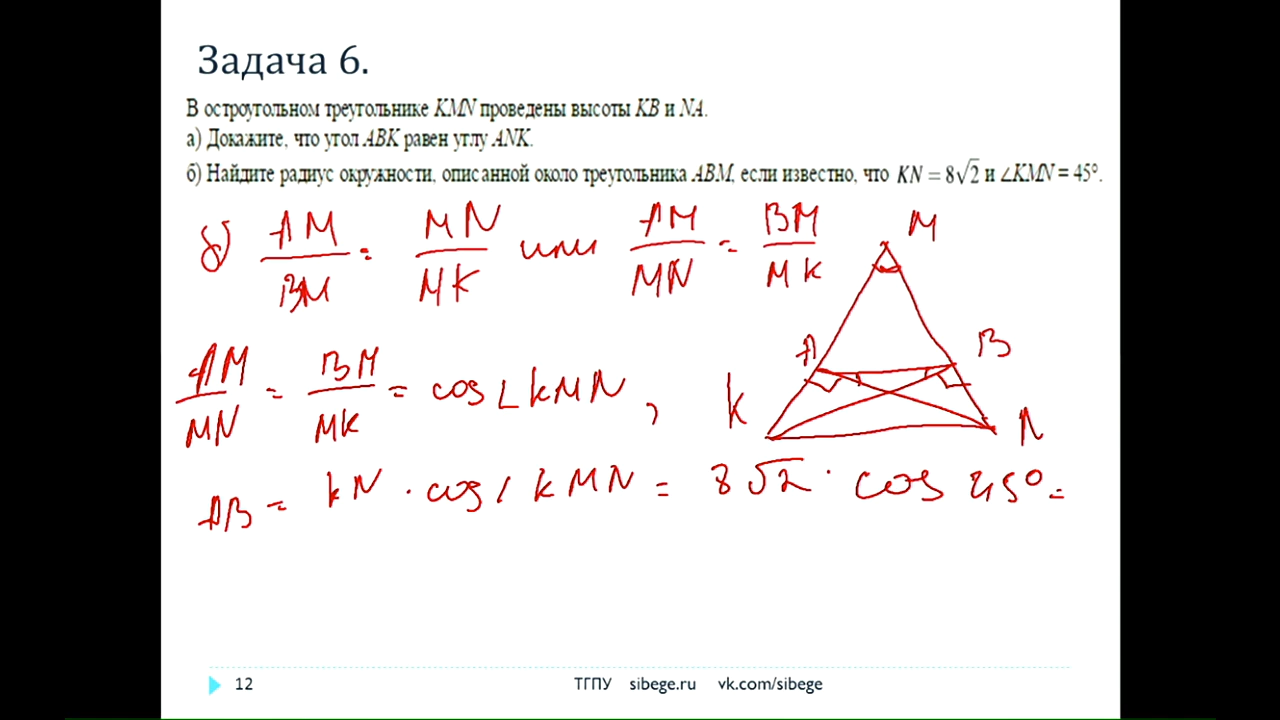 Задача 6.
В остроугольном треугольнике KMN проведены высоты KB и NA.
а) Докажите, что угол ABK равен углу ANK.
б) Найдите радиус окружности, описанной около треугольника ABM, если известно, что KN = 8√2 и ∠KMN = 45°.
б) AM/BM = MN/MK или AM/MN = BM/MK
M
A
B
AM/MN = BM/MK = cos∠KMN,
K
N
AB = KN · cos∠KMN = 8√2 · cos 45° =
12
ТГПУ sibege.ru vk.com/sibege